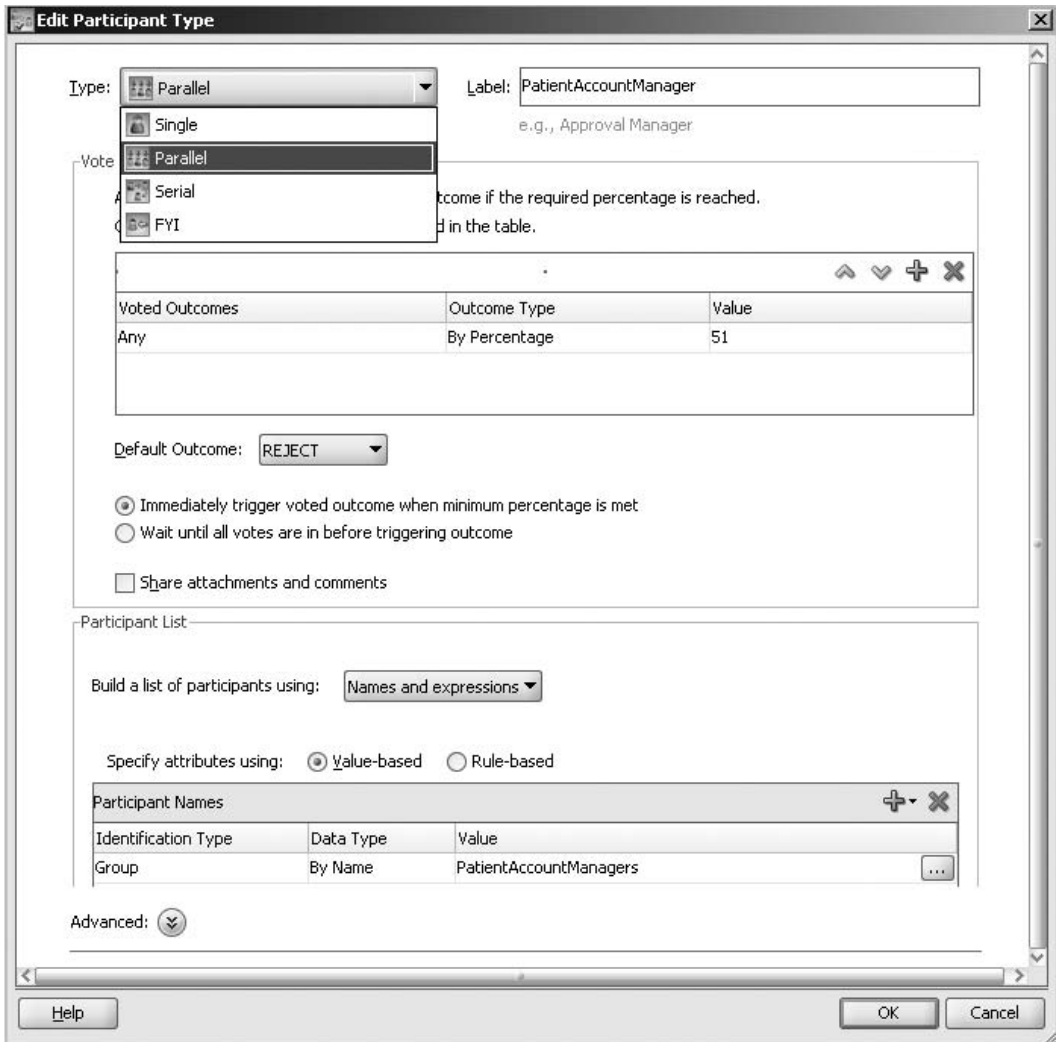 Edit Participant Type
Type: Parallel Label: PatientAccountManager
Single e.g., Approval Manager
Vote Parallel
Serial tcome if the required percentage is reached.
FYI d in the table.
Voted Outcomes Outcome Type Value
Any By Percentage 51
Default Outcome: REJECT
Immediately trigger voted outcome when minimum percentage is met
Wait until all votes are in before triggering outcome
Share attachments and comments
Participant List
Build a list of participants using: Names and expressions
Specify attributes using: Value-based Rule-based
Participant Names
Identification Type Data Type Value
Group By Name PatientAccountManagers ...
Advanced:
Help OK Cancel